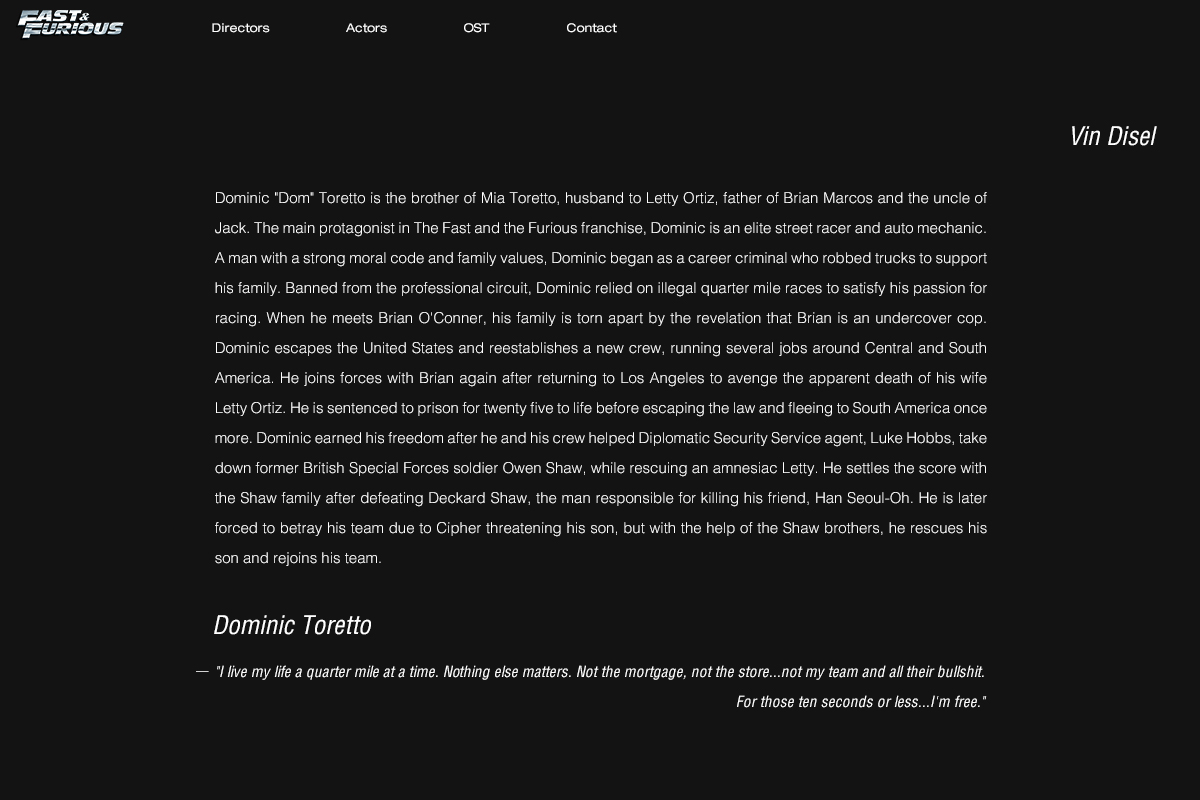 FAST &
FURIOUS
Directors Actors OST Contact
Vin Disel
Dominic "Dom" Toretto is the brother of Mia Toretto, husband to Letty Ortiz, father of Brian Marcos and the uncle of
Jack. The main protagonist in The Fast and the Furious franchise, Dominic is an elite street racer and auto mechanic.
A man with a strong moral code and family values, Dominic began as a career criminal who robbed trucks to support
his family. Banned from the professional circuit, Dominic relied on illegal quarter mile races to satisfy his passion for
racing. When he meets Brian O'Conner, his family is torn apart by the revelation that Brian is an undercover cop.
Dominic escapes the United States and reestablishes a new crew, running several jobs around Central and South
America. He joins forces with Brian again after returning to Los Angeles to avenge the apparent death of his wife
Letty Ortiz. He is sentenced to prison for twenty five to life before escaping the law and fleeing to South America once
more. Dominic earned his freedom after he and his crew helped Diplomatic Security Service agent, Luke Hobbs, take
down former British Special Forces soldier Owen Shaw, while rescuing an amnesiac Letty. He settles the score with
the Shaw family after defeating Deckard Shaw, the man responsible for killing his friend, Han Seoul-Oh. He is later
forced to betray his team due to Cipher threatening his son, but with the help of the Shaw brothers, he rescues his
son and rejoins his team.
Dominic Toretto
— "I live my life a quarter mile at a time. Nothing else matters. Not the mortgage, not the store...not my team and all their bullshit.
For those ten seconds or less...I'm free."